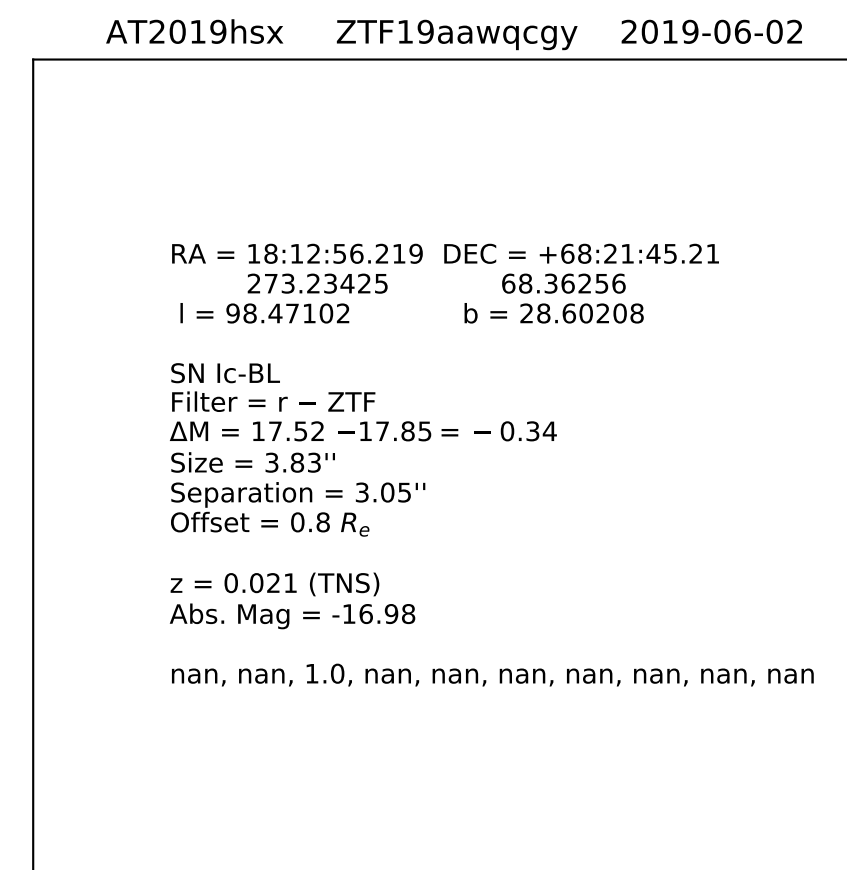 AT2019hsx ZTF19aawqcgy 2019-06-02
RA = 18:12:56.219 DEC = +68:21:45.21
273.23425 68.36256
l = 98.47102 b = 28.60208
SN Ic-BL
Filter = r − ZTF
ΔM = 17.52 −17.85 = − 0.34
Size = 3.83''
Separation = 3.05''
Offset = 0.8 Re
z = 0.021 (TNS)
Abs. Mag = -16.98
nan, nan, 1.0, nan, nan, nan, nan, nan, nan, nan